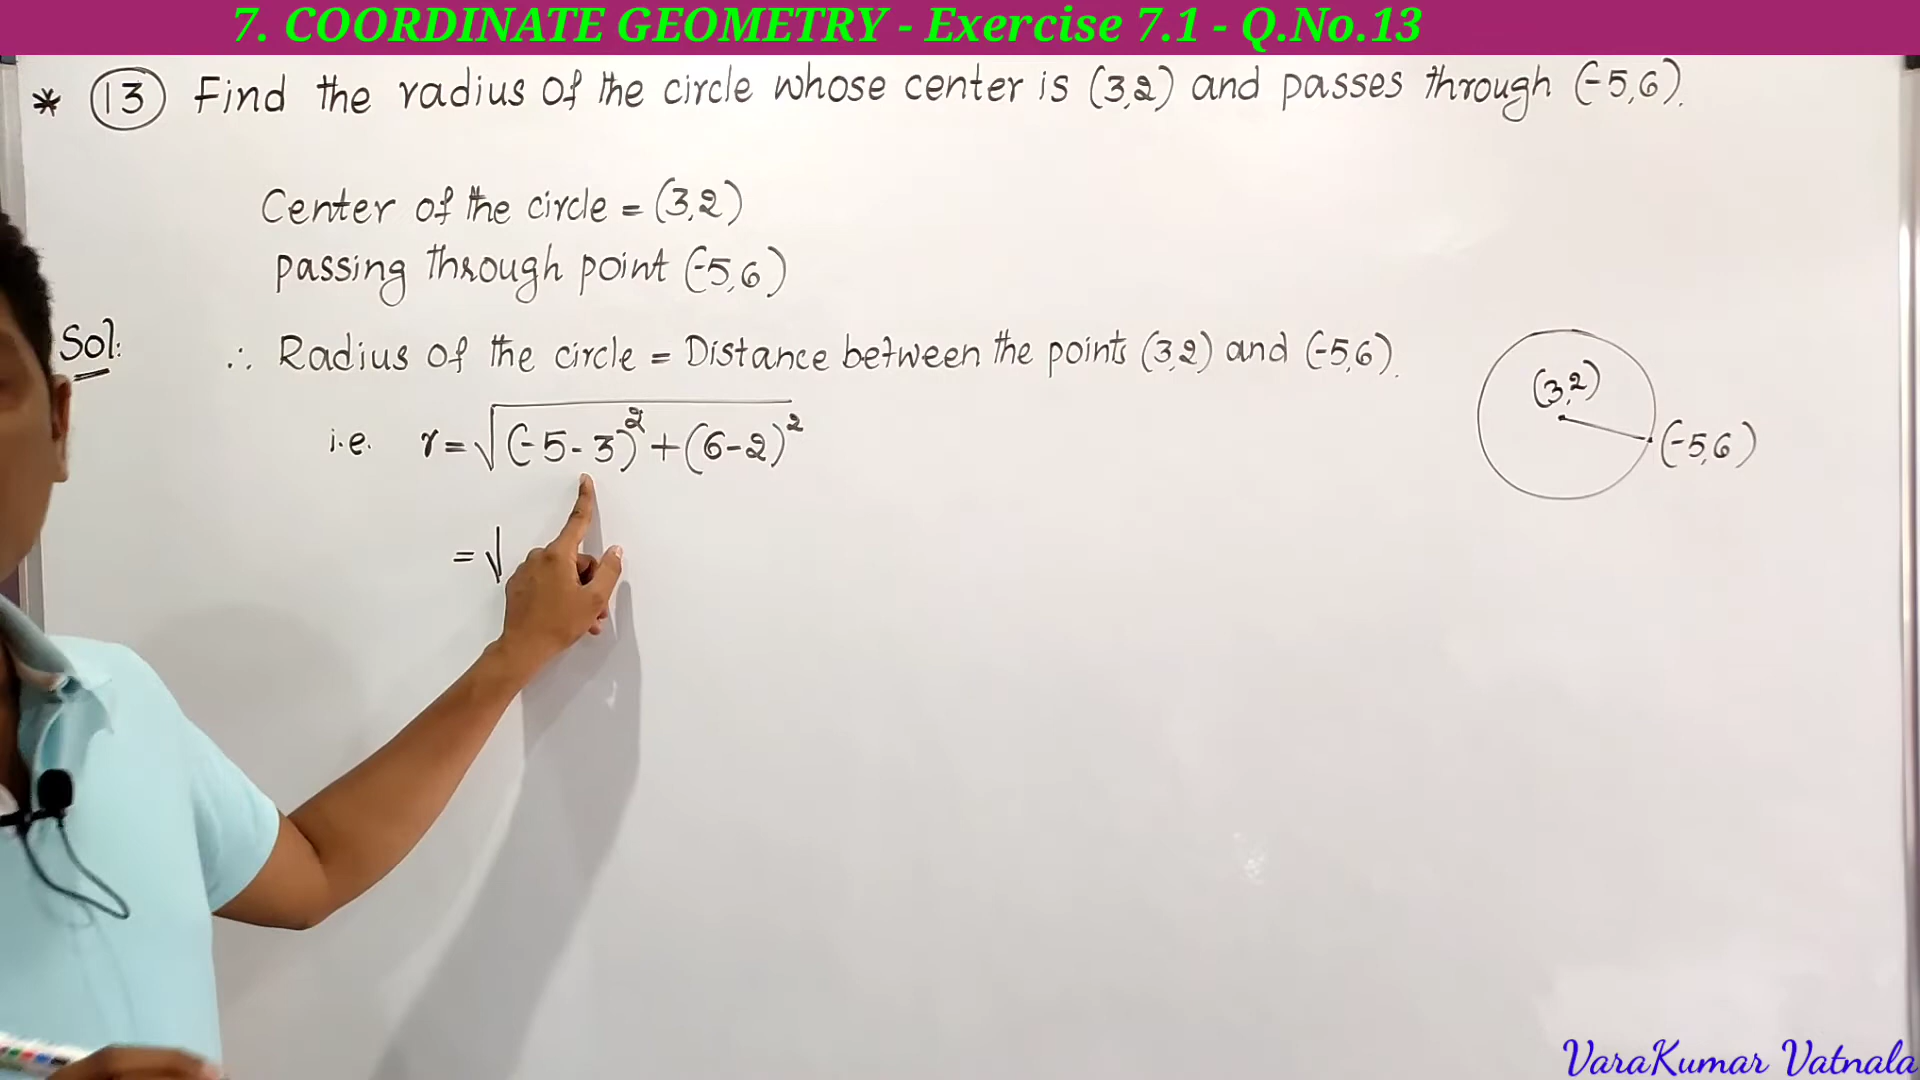 7. COORDINATE GEOMETRY - Exercise 7.1 - Q.No.13
* 13 Find the radius of the circle whose center is (3,2) and passes through (-5,6).
Center of the circle = (3,2)
passing through point (-5,6)
Sol:
∴ Radius of the circle = Distance between the points (3,2) and (-5,6).
i.e. r = √(-5-3)² + (6-2)²
= √
(3,2)
(-5,6)
VaraKumar Vatnala